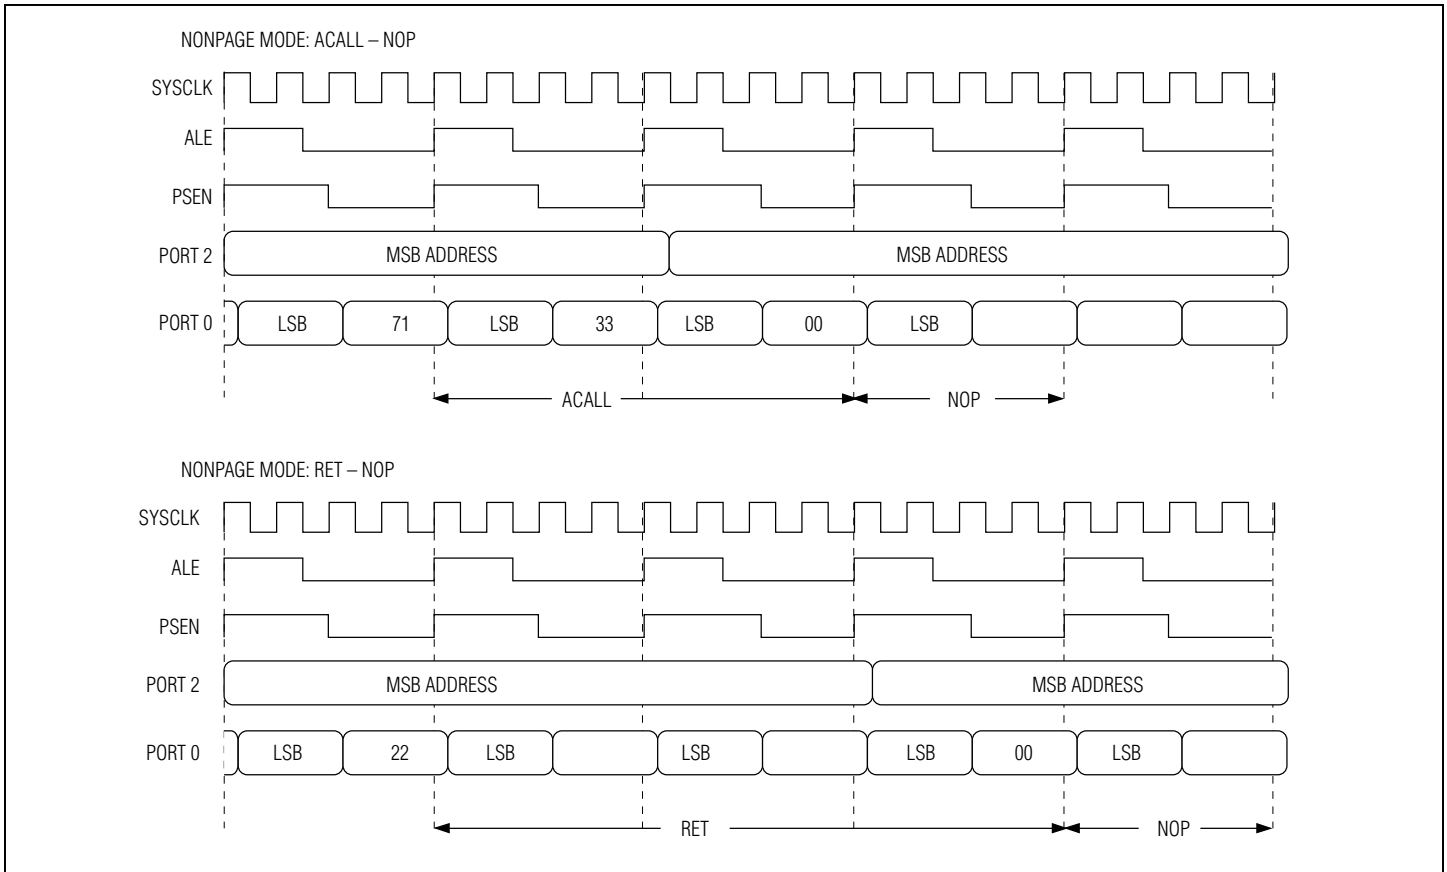 NONPAGE MODE: ACALL – NOP
SYSCLK
ALE
PSEN
PORT 2 MSB ADDRESS MSB ADDRESS
PORT 0 LSB 71 LSB 33 LSB 00 LSB
ACALL NOP
NONPAGE MODE: RET – NOP
SYSCLK
ALE
PSEN
PORT 2 MSB ADDRESS MSB ADDRESS
PORT 0 LSB 22 LSB LSB LSB 00 LSB
RET NOP